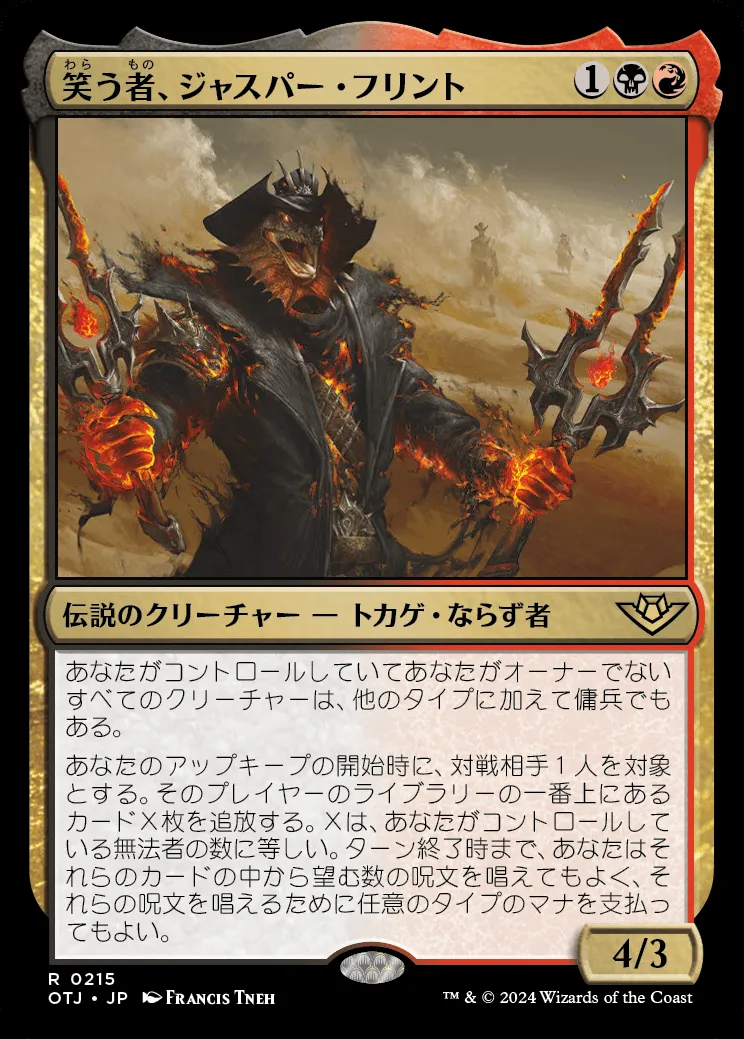 わら もの
笑う者、ジャスパー・フリント 1
伝説のクリーチャー — トカゲ・ならず者
あなたがコントロールしていてあなたがオーナーでない
すべてのクリーチャーは、他のタイプに加えて傭兵でも
ある。
あなたのアップキープの開始時に、対戦相手１人を対象
とする。そのプレイヤーのライブラリーの一番上にある
カードX枚を追放する。Xは、あなたがコントロールして
いる無法者の数に等しい。ターン終了時まで、あなたはそ
れらのカードの中から望む数の呪文を唱えてもよく、そ
れらの呪文を唱えるために任意のタイプのマナを支払っ
てもよい。
4/3
R 0215
OTJ • JP Francis Tneh
™ & © 2024 Wizards of the Coast